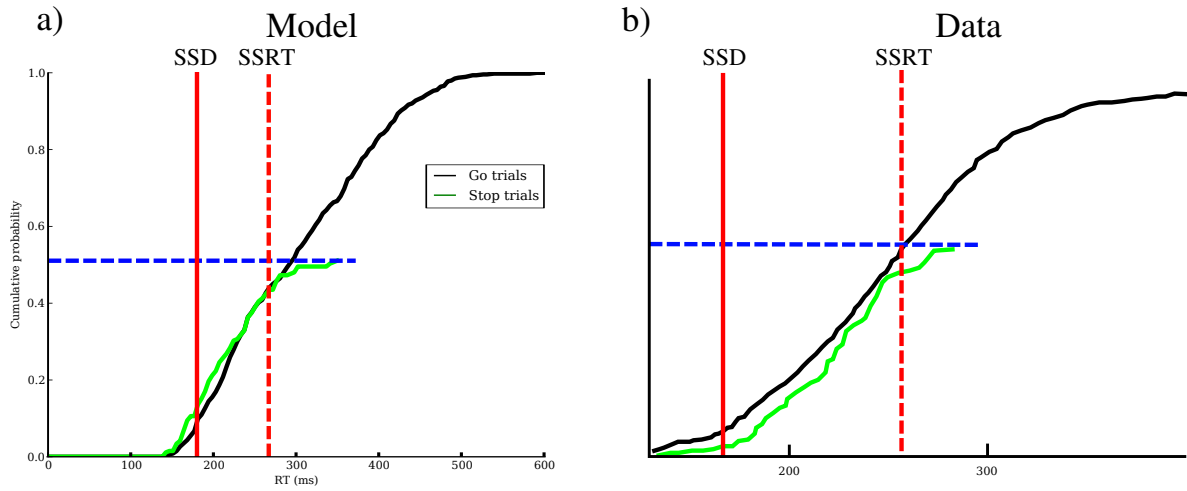 a)
Model
SSD SSRT
1.0
0.8
0.6
0.4
0.2
0.0
Cumulative probability
Go trials
Stop trials
0 100 200 300 400 500 600
RT (ms)
b)
Data
SSD SSRT
200 300